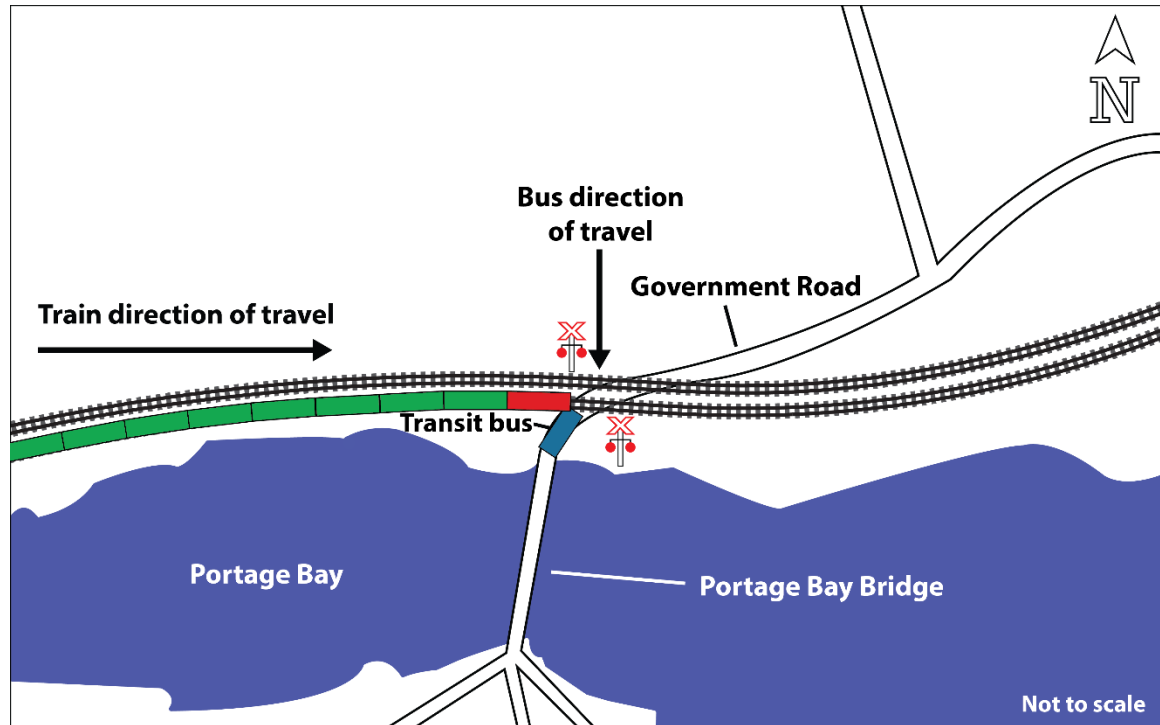 N
Bus direction
of travel
Government Road
Train direction of travel
Transit bus
Portage Bay
Portage Bay Bridge
Not to scale